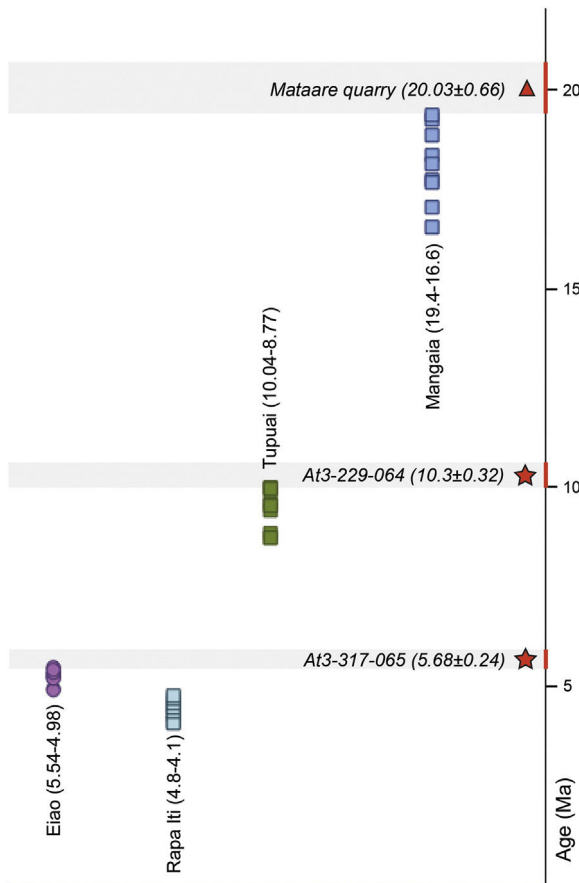 Mataare quarry (20.03±0.66)
20
Mangaia (19.4-16.6)
15
Tupuai (10.04-8.77)
At3-229-064 (10.3±0.32)
10
At3-317-065 (5.68±0.24)
5
Eiao (5.54-4.98)
Rapa Iti (4.8-4.1)
Age (Ma)